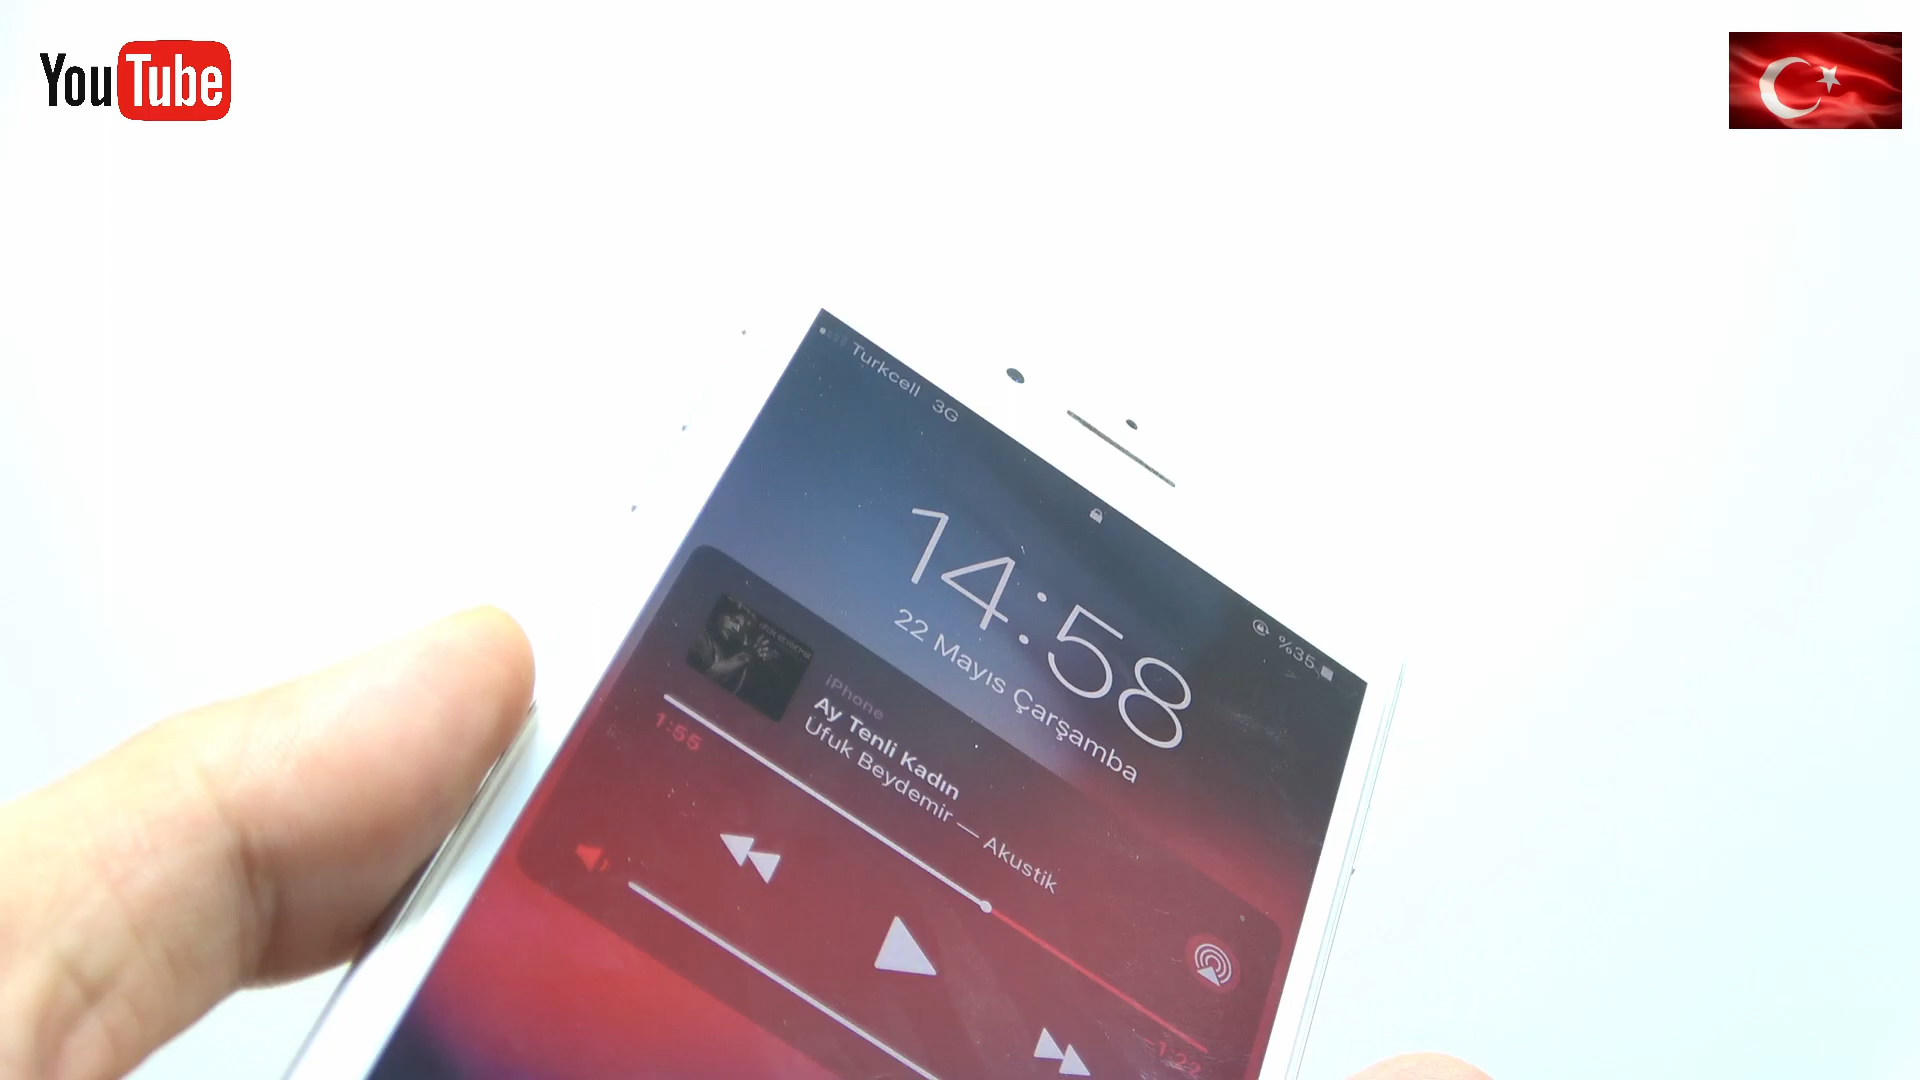 YouTube
Turkcell 3G
%35
14:58
22 Mayıs Çarşamba
iPhone
Ay Tenli Kadın
Ufuk Beydemir — Akustik
1:55
-1:22